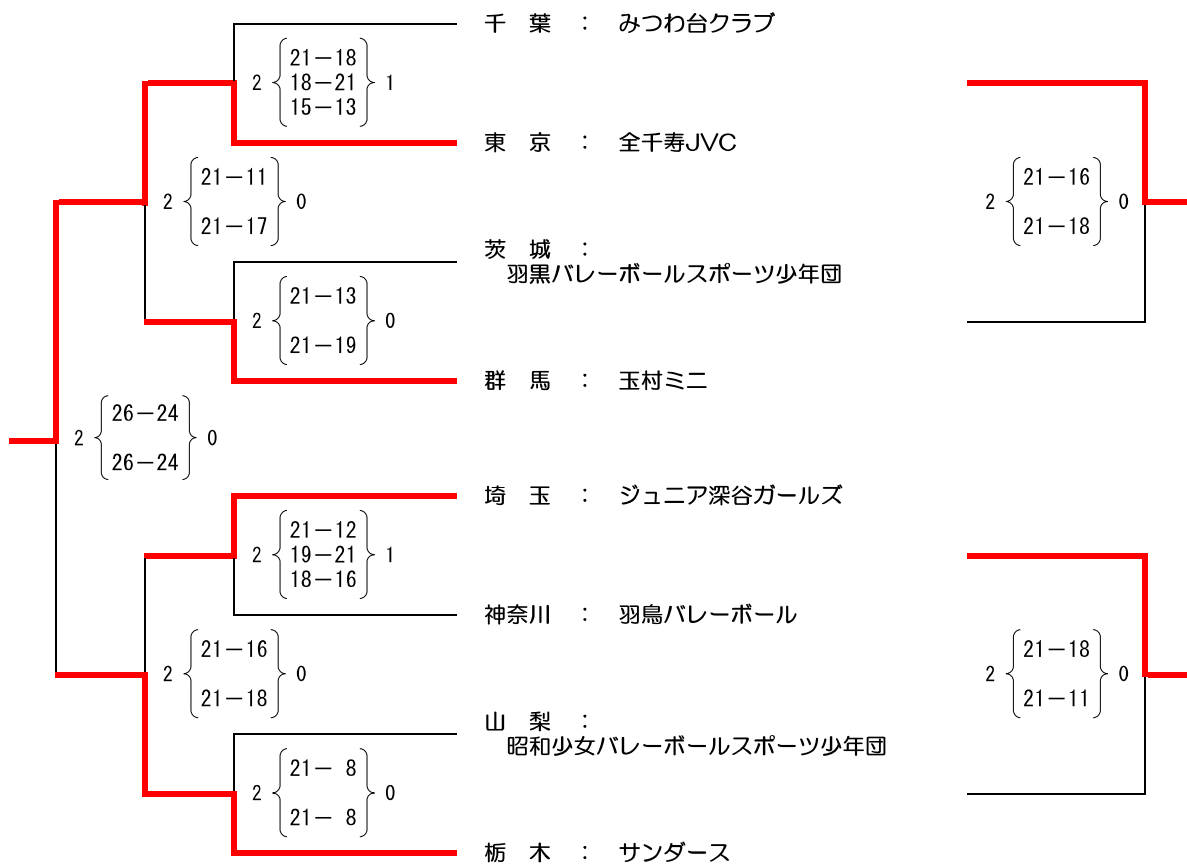 千 葉 : みつわ台クラブ
2 21-18 1
18-21
15-13
東 京 : 全千寿JVC
2 21-11 0
21-17
2 21-16 0
21-18
茨 城 :
羽黒バレーボールスポーツ少年団
2 21-13 0
21-19
群 馬 : 玉村ミニ
2 26-24 0
26-24
埼 玉 : ジュニア深谷ガールズ
2 21-12 1
19-21
18-16
神奈川 : 羽鳥バレーボール
2 21-16 0
21-18
2 21-18 0
21-11
山 梨 :
昭和少女バレーボールスポーツ少年団
2 21- 8 0
21- 8
栃 木 : サンダース